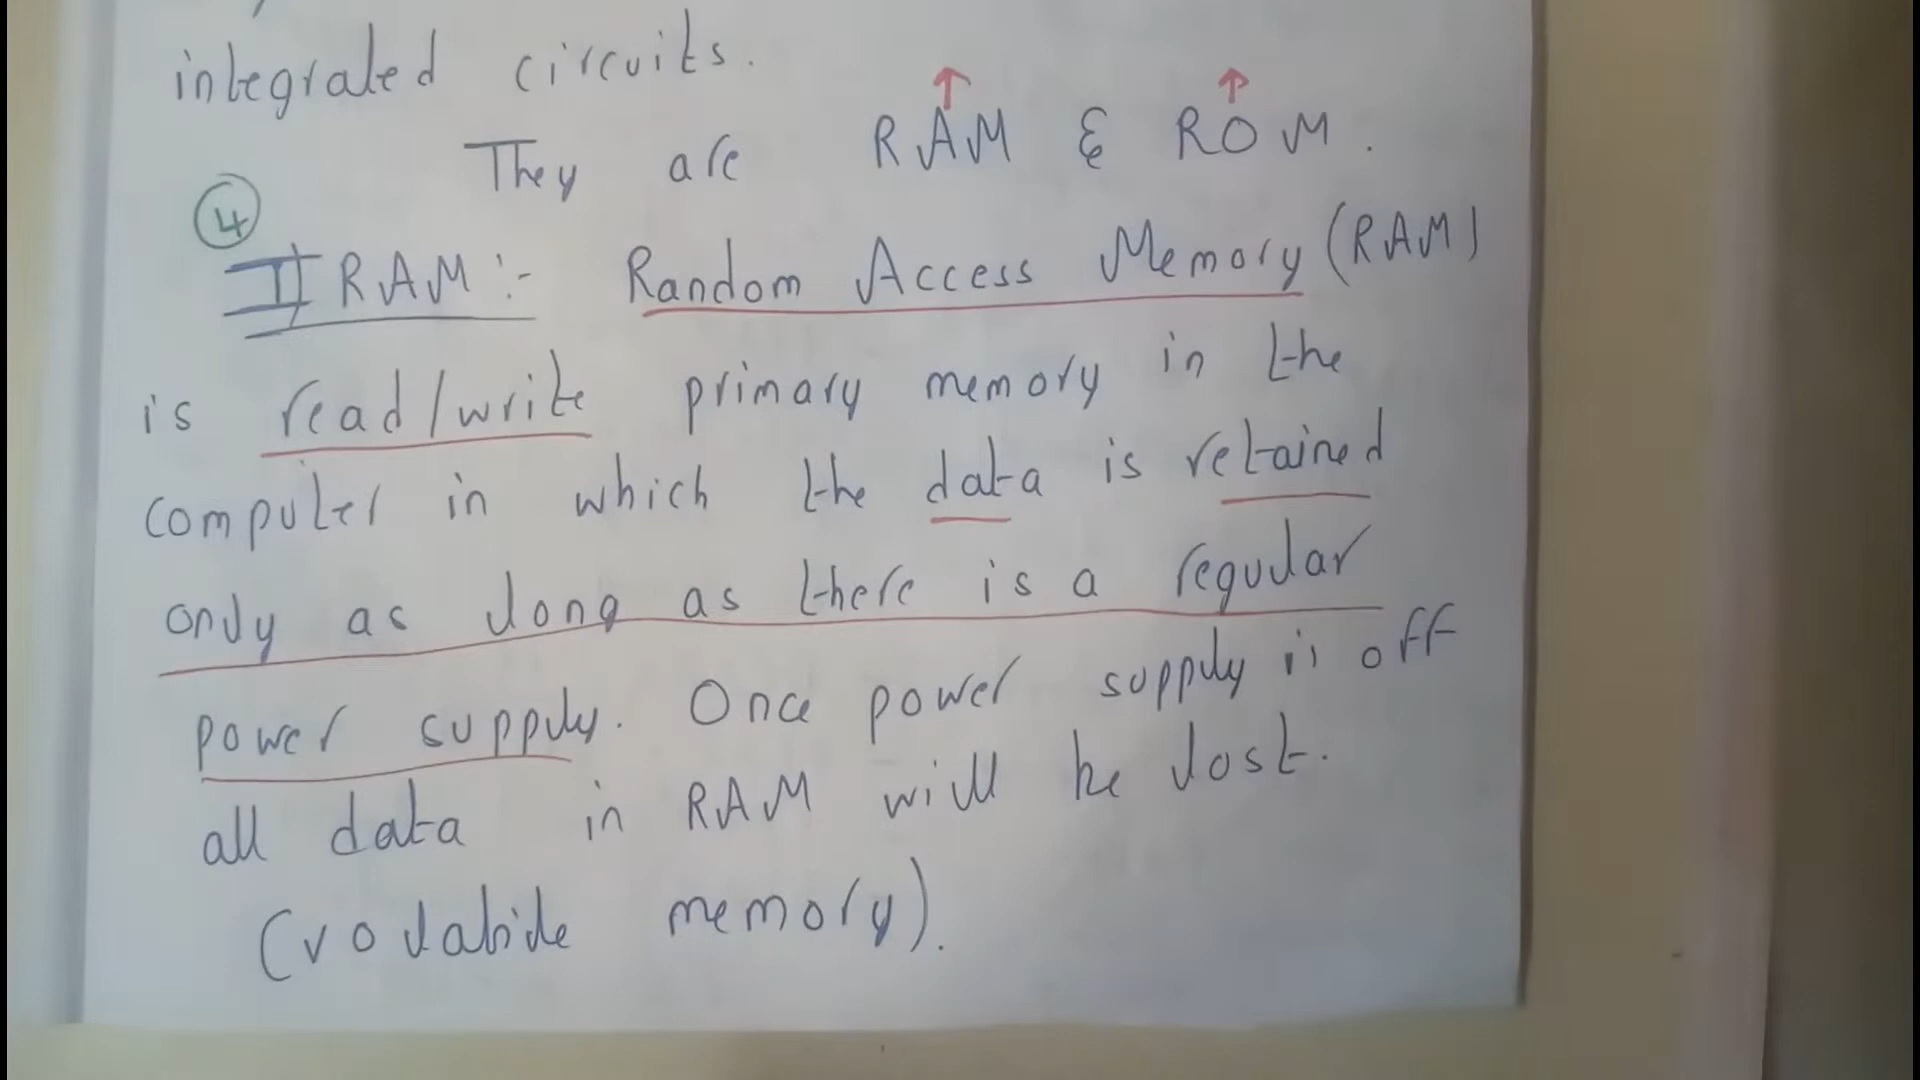 integrated circuits.
They are RAM & ROM.
④
I RAM :- Random Access Memory (RAM)
is read/write primary memory in the
computer in which the data is retained
only as long as there is a regular
power supply. Once power supply is off
all data in RAM will be lost.
(volabile memory).